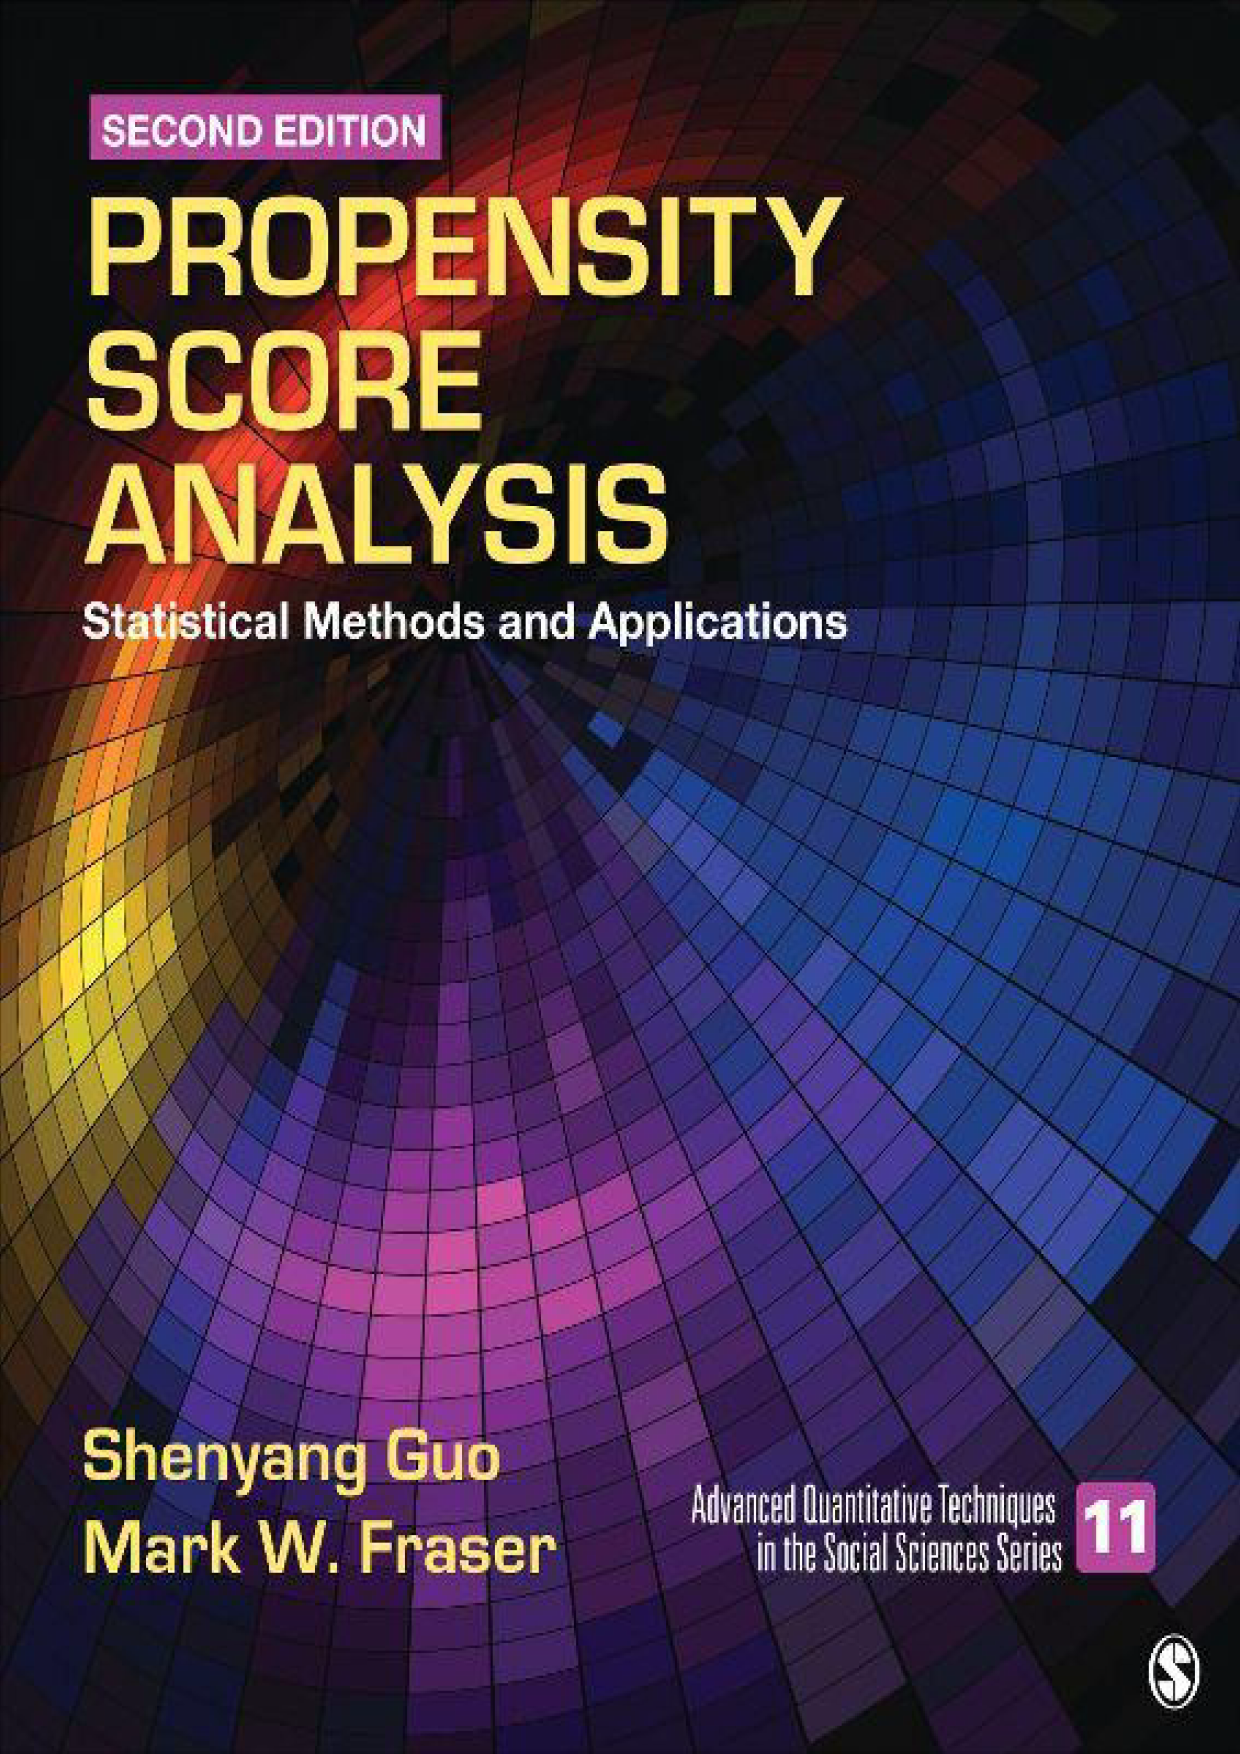 SECOND EDITION
PROPENSITY
SCORE
ANALYSIS
Statistical Methods and Applications
Shenyang Guo
Mark W. Fraser
Advanced Quantitative Techniques
in the Social Sciences Series
11
S